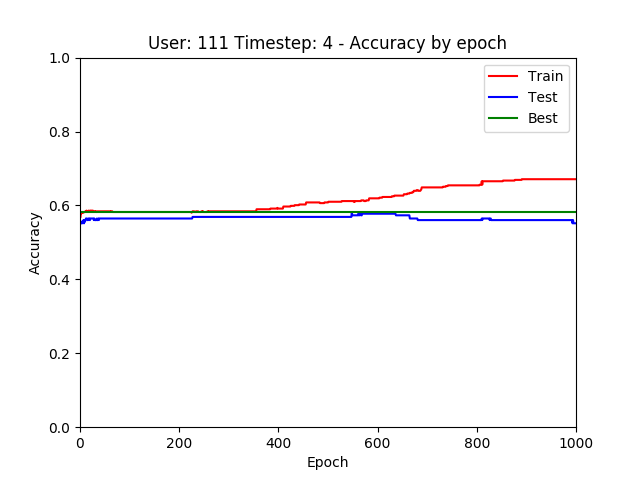 User: 111 Timestep: 4 - Accuracy by epoch
Train
Test
Best
1.0
0.8
0.6
0.4
0.2
0.0
Accuracy
0 200 400 600 800 1000
Epoch